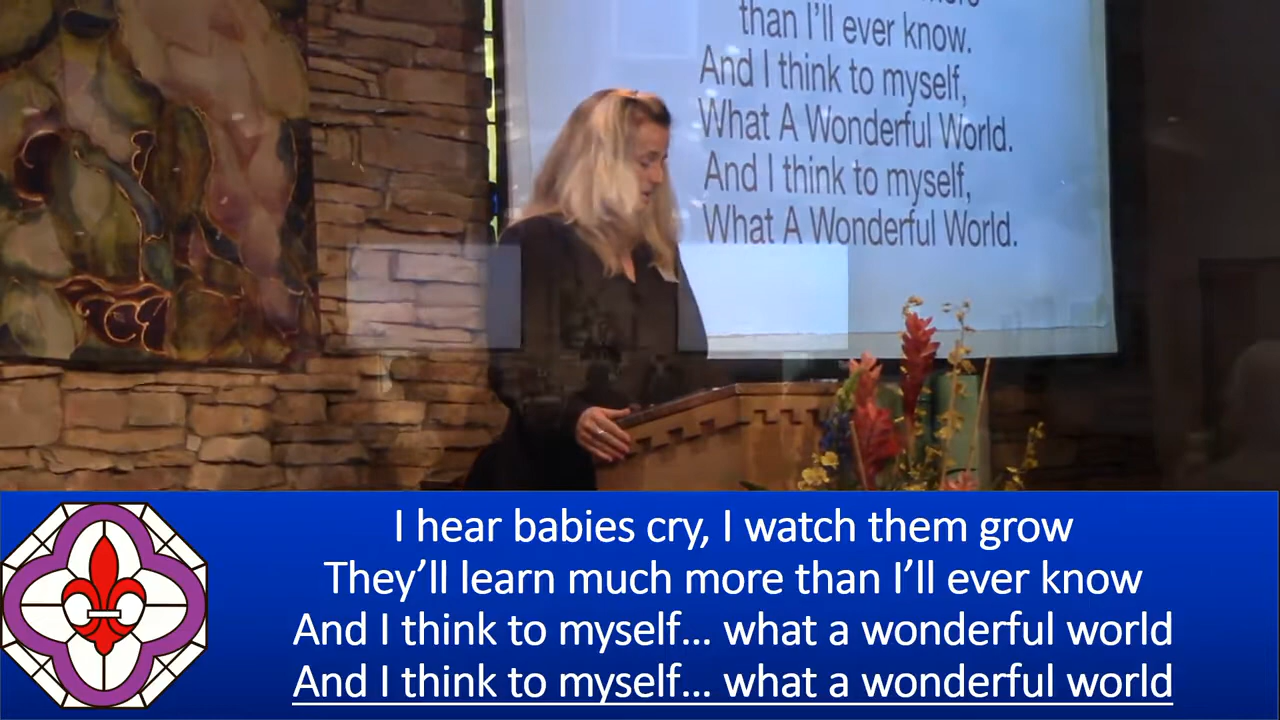 than I'll ever know.
And I think to myself,
What A Wonderful World.
And I think to myself,
What A Wonderful World.
I hear babies cry, I watch them grow
They'll learn much more than I'll ever know
And I think to myself... what a wonderful world
And I think to myself... what a wonderful world